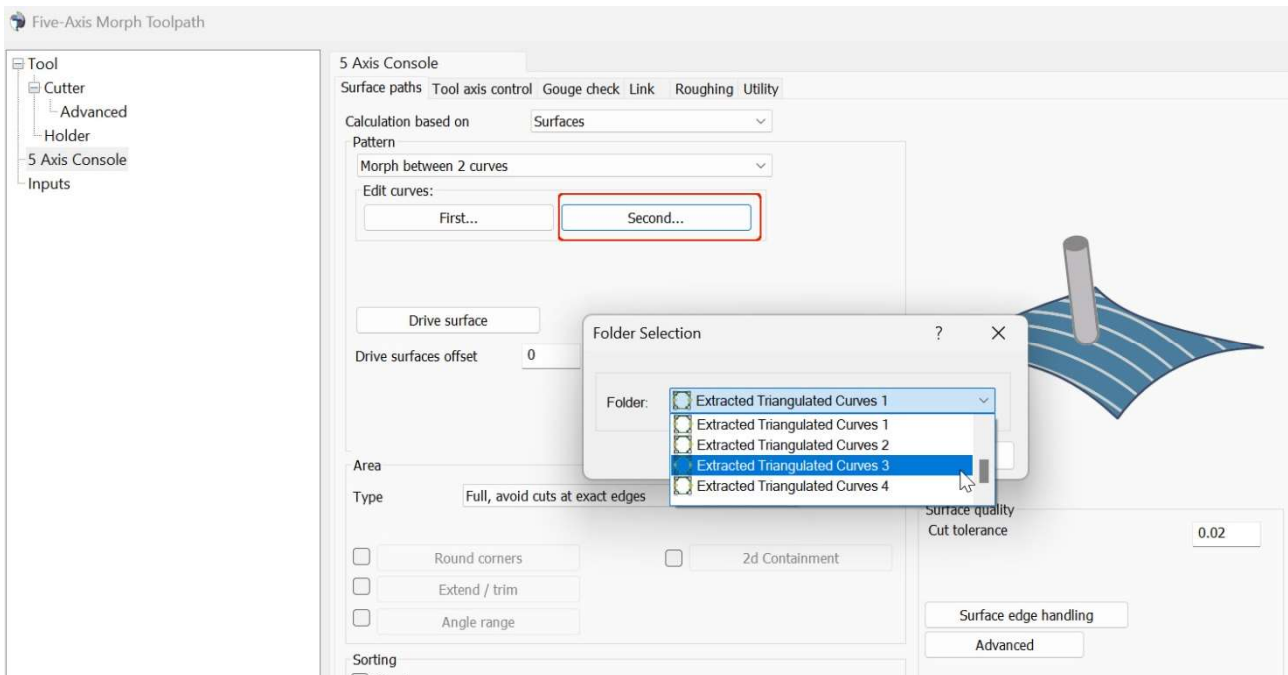 Five-Axis Morph Toolpath
Tool
Cutter
Advanced
Holder
5 Axis Console
Inputs
5 Axis Console
Surface paths Tool axis control Gouge check Link Roughing Utility
Calculation based on Surfaces
Pattern
Morph between 2 curves
Edit curves:
First... Second...
Drive surface
Drive surfaces offset 0
Folder Selection ?
Folder: Extracted Triangulated Curves 1
Extracted Triangulated Curves 1
Extracted Triangulated Curves 2
Extracted Triangulated Curves 3
Extracted Triangulated Curves 4
Area
Type Full, avoid cuts at exact edges
Round corners 2d Containment
Extend / trim
Angle range
Sorting
Surface quality
Cut tolerance 0.02
Surface edge handling
Advanced